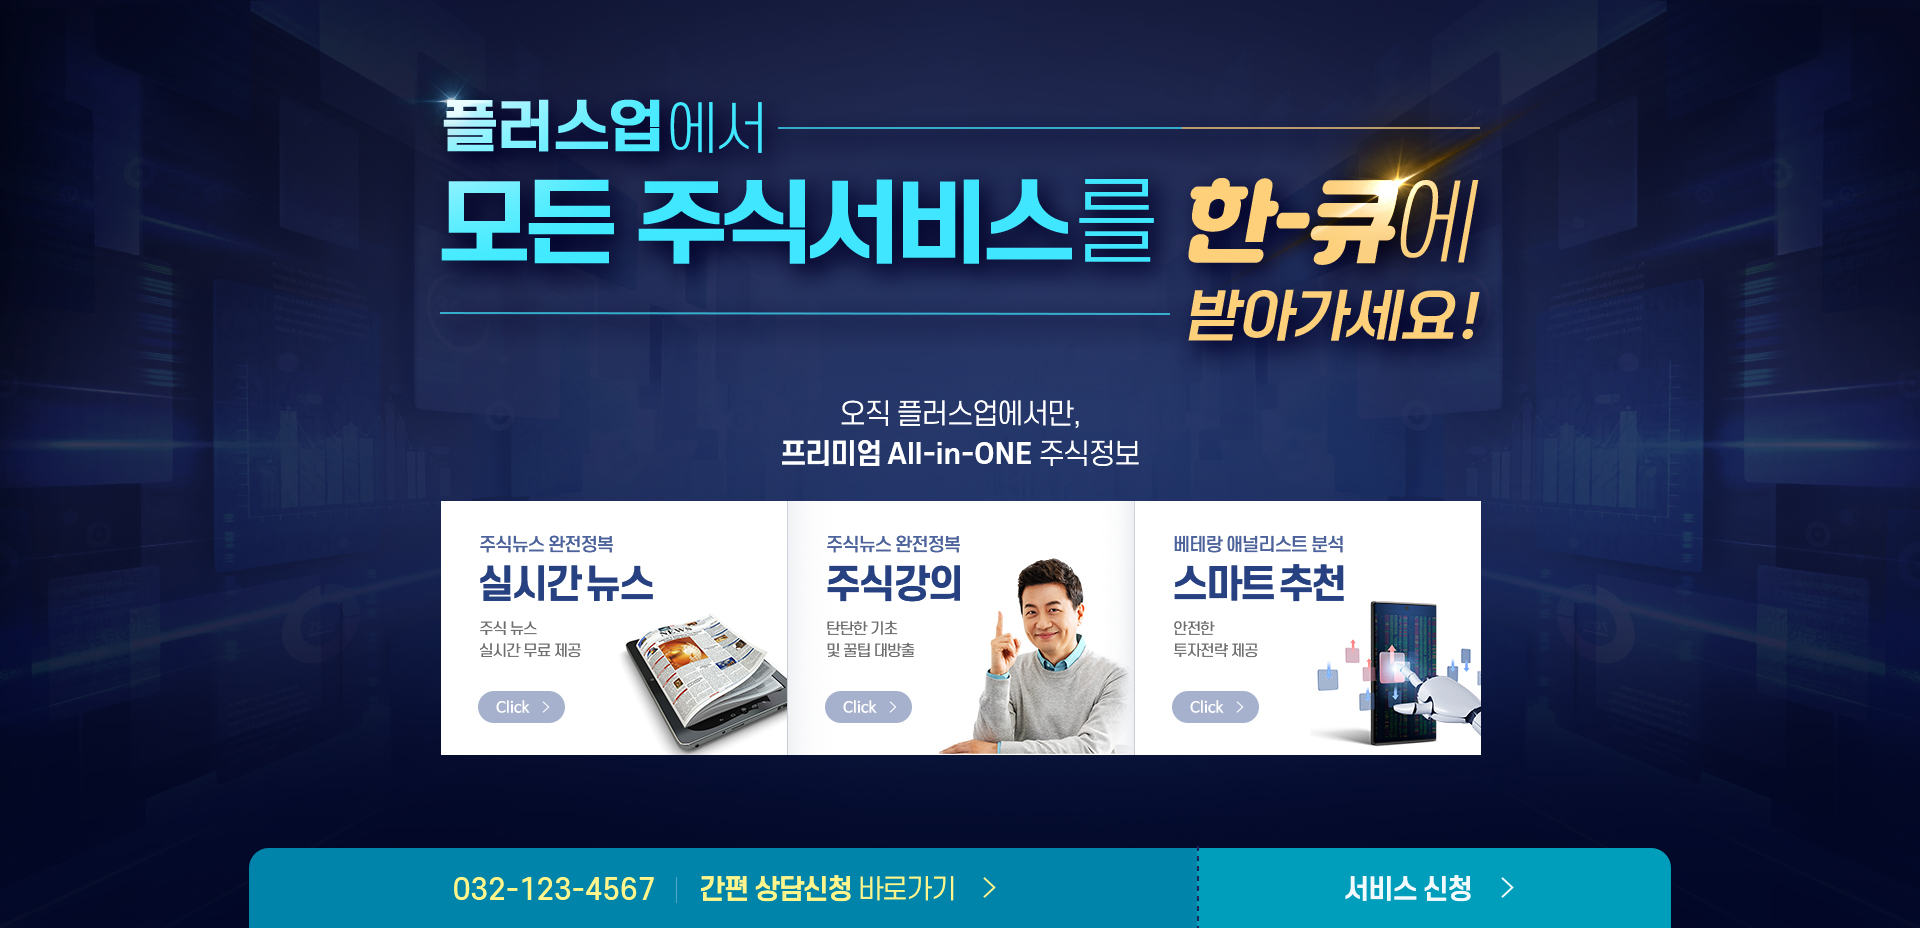 플러스업에서
모든 주식서비스를 한-큐에
받아가세요!
오직 플러스업에서만,
프리미엄 All-in-ONE 주식정보
주식뉴스 완전정복
실시간 뉴스
주식 뉴스
실시간 무료 제공
Click
주식뉴스 완전정복
주식강의
탄탄한 기초
및 꿀팁 대방출
Click
베테랑 애널리스트 분석
스마트 추천
안전한
투자전략 제공
Click
NEWS
032-123-4567
간편 상담신청 바로가기
서비스 신청